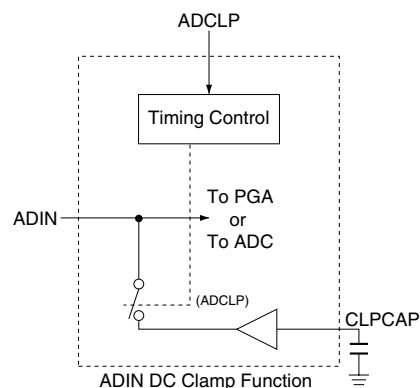 ADCLP
Timing Control
To PGA
or
To ADC
ADIN
(ADCLP)
CLPCAP
ADIN DC Clamp Function